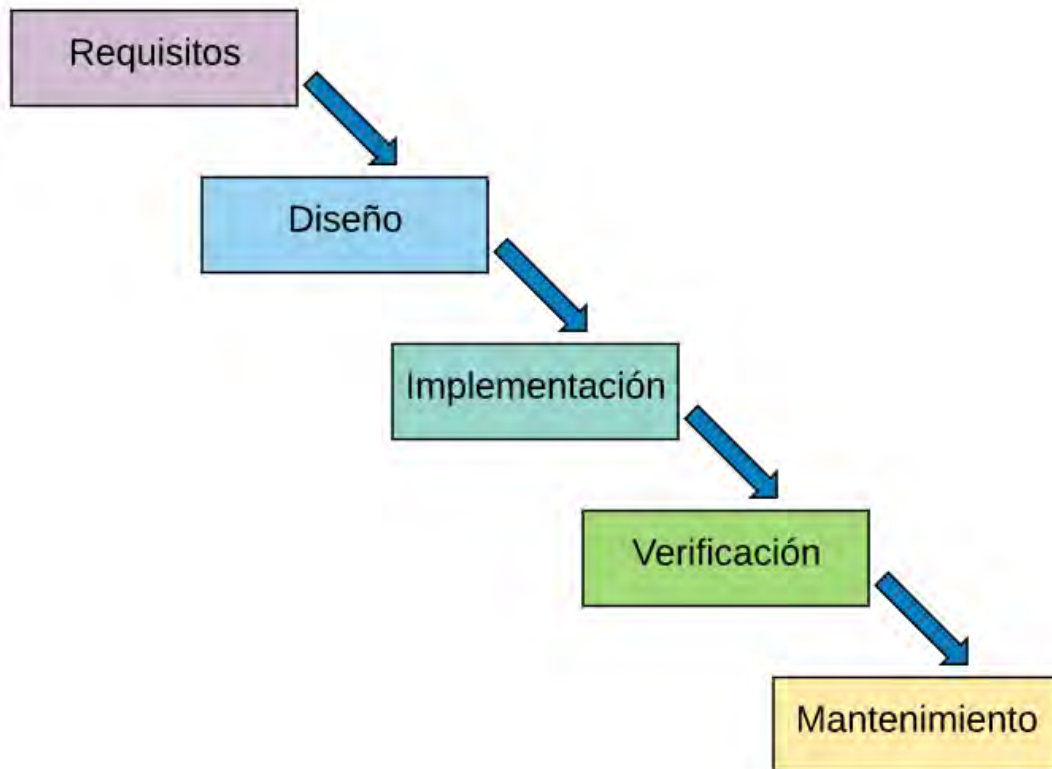 Requisitos
Diseño
Implementación
Verificación
Mantenimiento